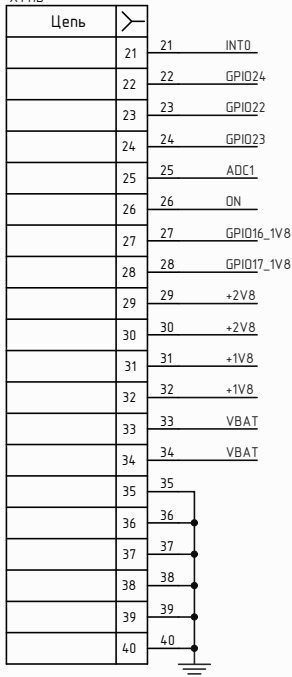 Цепь
21 21 INT0
22 22 GPIO24
23 23 GPIO22
24 24 GPIO23
25 25 ADC1
26 26 ON
27 27 GPIO16_1V8
28 28 GPIO17_1V8
29 29 +2V8
30 30 +2V8
31 31 +1V8
32 32 +1V8
33 33 VBAT
34 34 VBAT
35 35
36 36
37 37
38 38
39 39
40 40